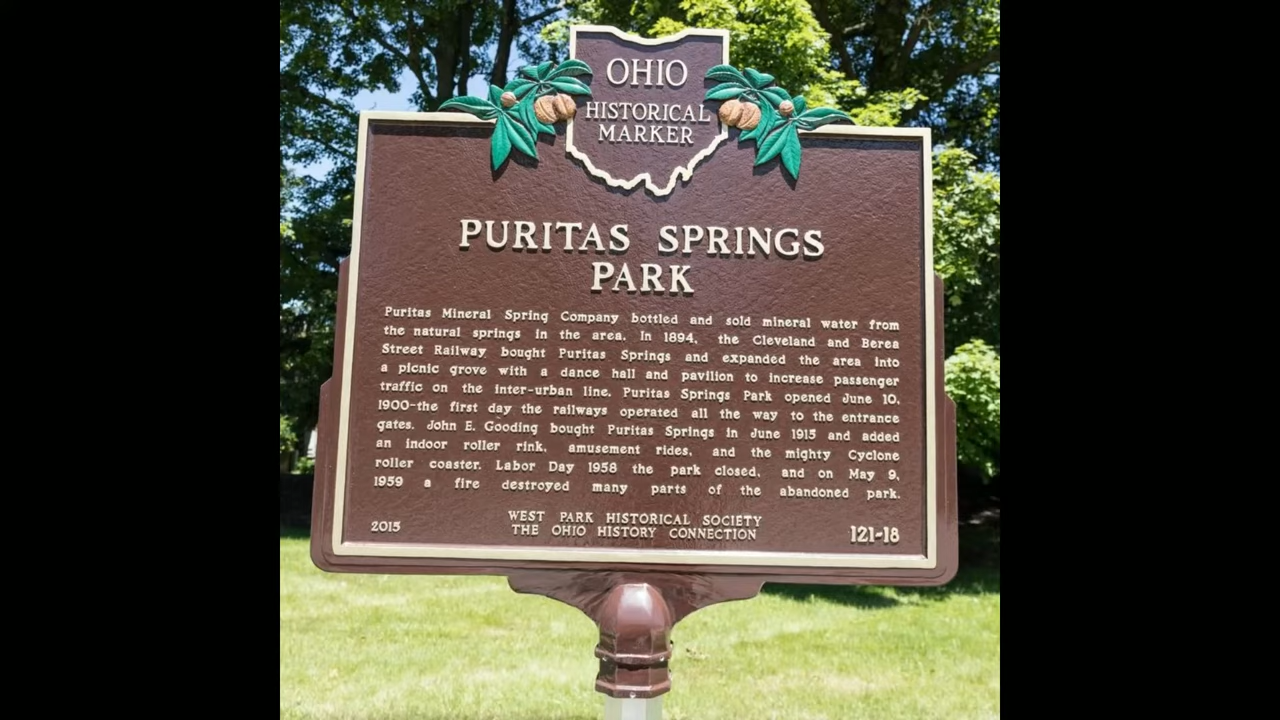 OHIO
HISTORICAL
MARKER
PURITAS SPRINGS
PARK
Puritas Mineral Spring Company bottled and sold mineral water from
the natural springs in the area. In 1894, the Cleveland and Berea
Street Railway bought Puritas Springs and expanded the area into
a picnic grove with a dance hall and pavilion to increase passenger
traffic on the inter-urban line. Puritas Springs Park opened June 10,
1900-the first day the railways operated all the way to the entrance
gates. John E. Gooding bought Puritas Springs in June 1915 and added
an indoor roller rink, amusement rides, and the mighty Cyclone
roller coaster. Labor Day 1958 the park closed, and on May 9,
1959 a fire destroyed many parts of the abandoned park.
WEST PARK HISTORICAL SOCIETY
THE OHIO HISTORY CONNECTION
2015
121-18